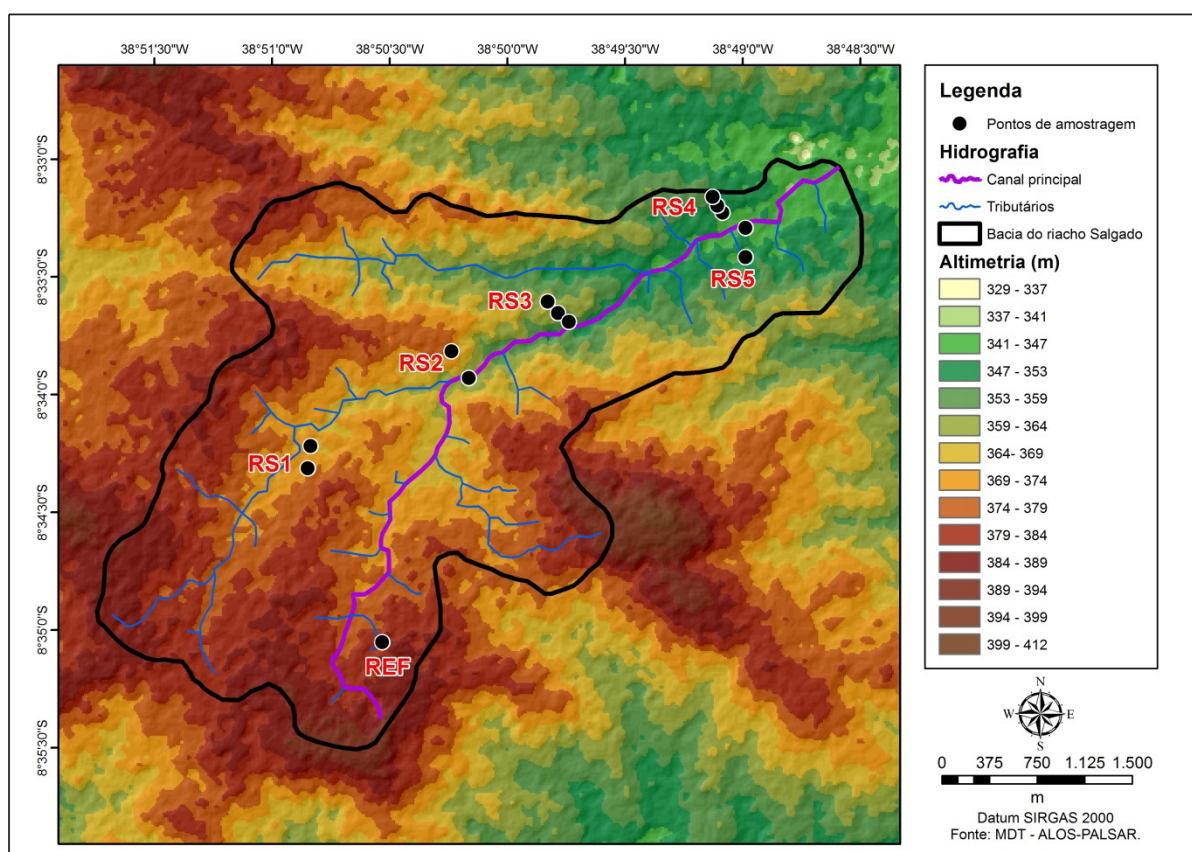 38°51'30"W 38°51'0"W 38°50'30"W 38°50'0"W 38°49'30"W 38°49'0"W 38°48'30"W
8°33'0"S
8°33'30"S
8°34'0"S
8°34'30"S
8°35'0"S
8°35'30"S
RS4
RS5
RS3
RS2
RS1
REF
Legenda
Pontos de amostragem
Hidrografia
Canal principal
Tributários
Bacia do riacho Salgado
Altimetria (m)
329 - 337
337 - 341
341 - 347
347 - 353
353 - 359
359 - 364
364- 369
369 - 374
374 - 379
379 - 384
384 - 389
389 - 394
394 - 399
399 - 412
N
W E
S
0 375 750 1.125 1.500
m
Datum SIRGAS 2000
Fonte: MDT - ALOS-PALSAR.